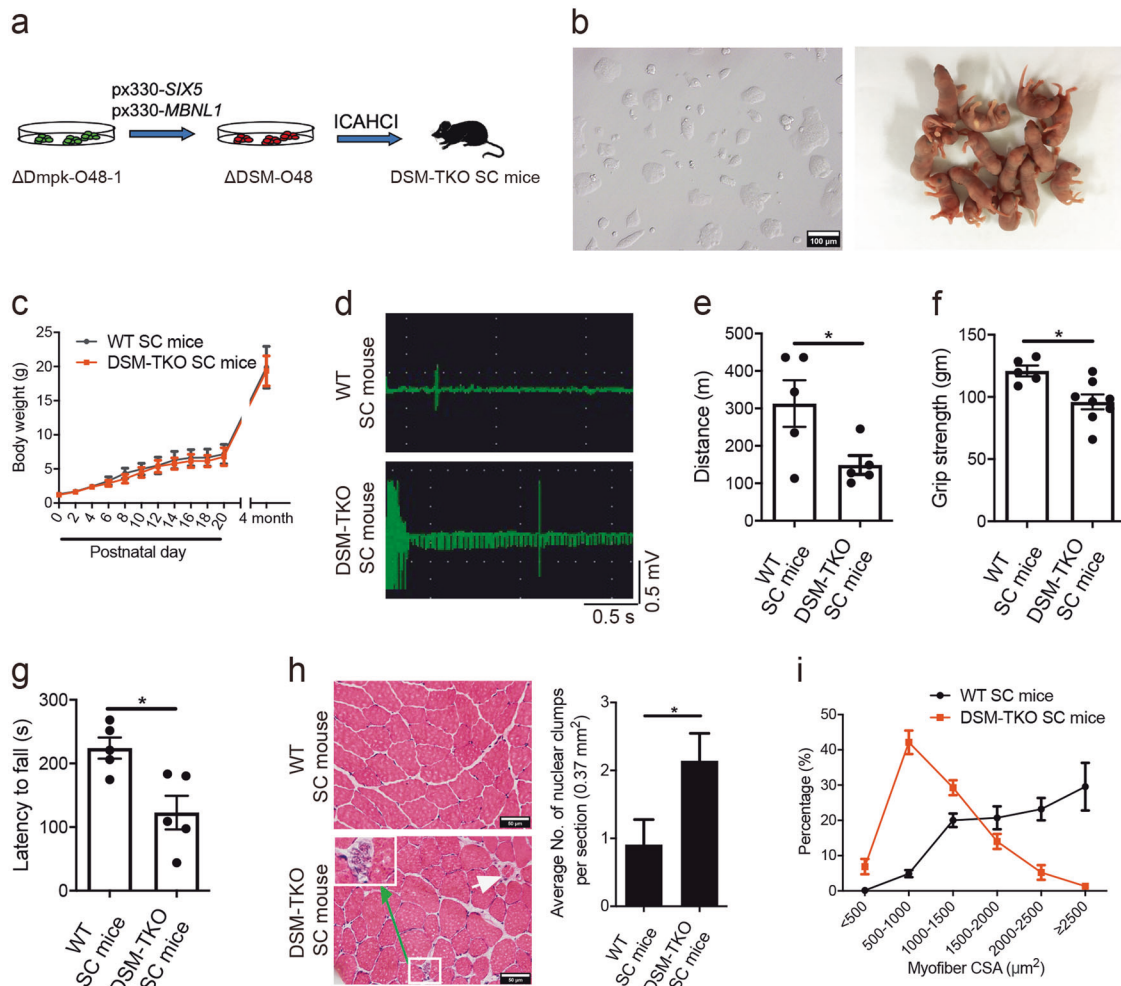 a
px330-SIX5
px330-MBNL1
ICAHCI
ΔDmpk-O48-1
ΔDSM-O48
DSM-TKO SC mice
b
100 μm
c
WT SC mice
DSM-TKO SC mice
Body weight (g)
25
20
15
10
5
0
0
2
4
6
8
10
12
14
16
18
20
4 month
Postnatal day
d
WT
SC mouse
DSM-TKO
SC mouse
0.5 mV
0.5 s
e
*
Distance (m)
500
400
300
200
100
0
WT
SC mice
DSM-TKO
SC mice
f
*
Grip strength (gm)
150
100
50
0
WT
SC mice
DSM-TKO
SC mice
g
*
Latency to fall (s)
300
200
100
0
WT
SC mice
DSM-TKO
SC mice
h
WT
SC mouse
50 μm
DSM-TKO
SC mouse
50 μm
*
Average No. of nuclear clumps
per section (0.37 mm²)
3
2
1
0
WT
SC mice
DSM-TKO
SC mice
i
WT SC mice
DSM-TKO SC mice
Percentage (%)
50
40
30
20
10
0
<500
500-1000
1000-1500
1500-2000
2000-2500
≥2500
Myofiber CSA (μm²)